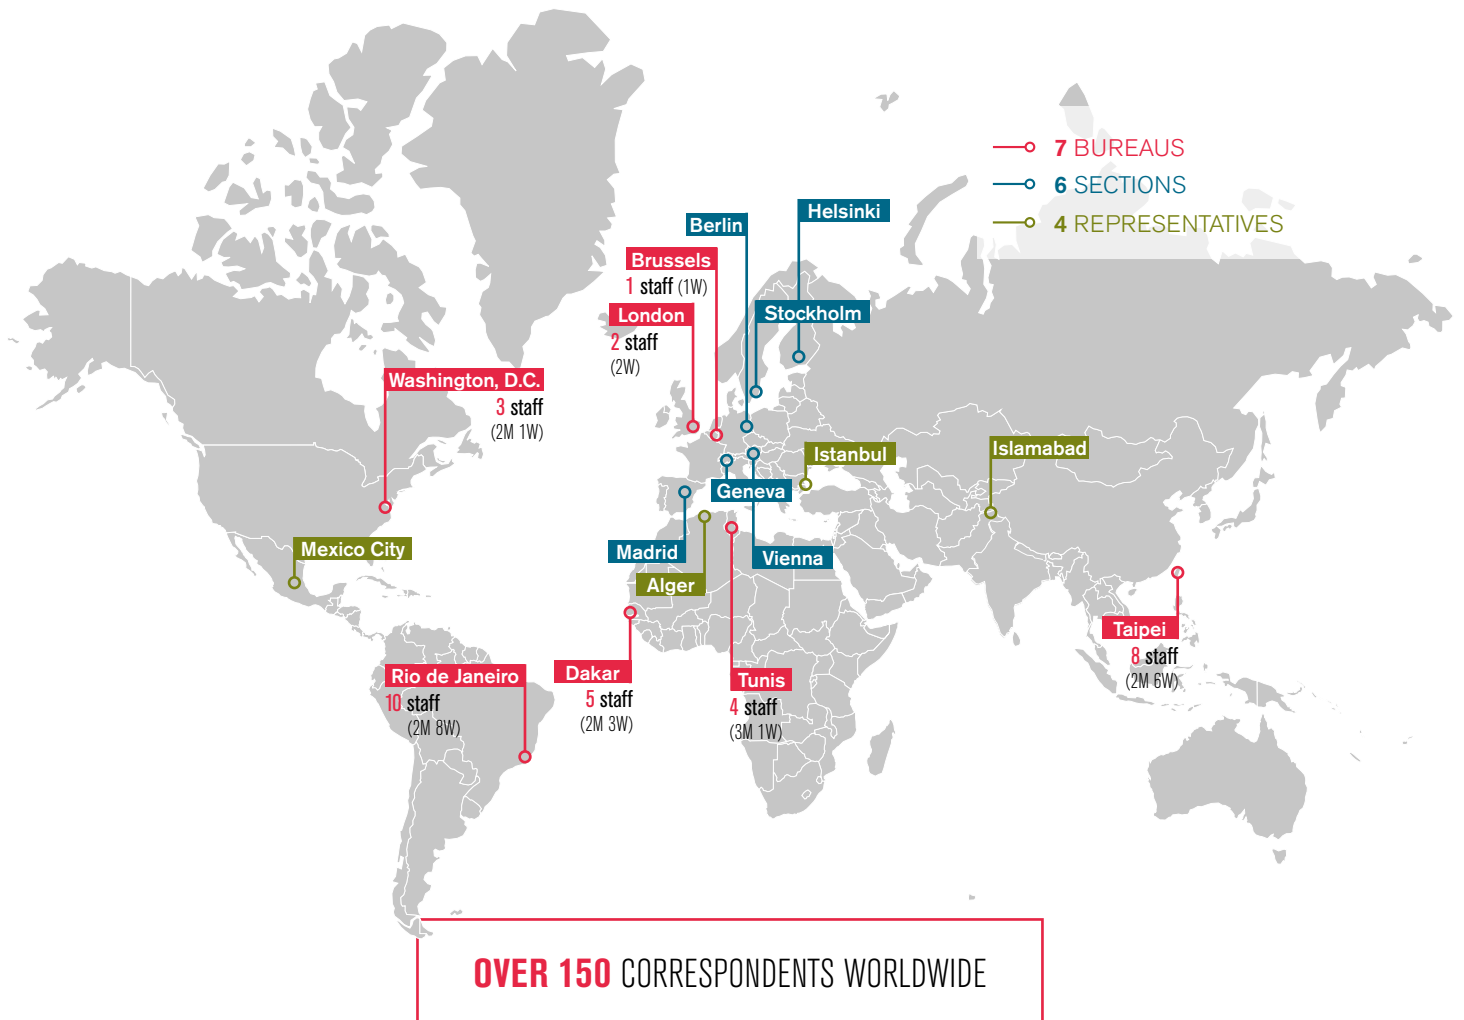 7 BUREAUS
6 SECTIONS
4 REPRESENTATIVES
Helsinki
Berlin
Brussels
1 staff (1W)
London
2 staff
(2W)
Stockholm
Washington, D.C.
3 staff
(2M 1W)
Istanbul
Islamabad
Geneva
Mexico City
Madrid
Vienna
Alger
Taipei
8 staff
(2M 6W)
Rio de Janeiro
10 staff
(2M 8W)
Dakar
5 staff
(2M 3W)
Tunis
4 staff
(3M 1W)
OVER 150 CORRESPONDENTS WORLDWIDE